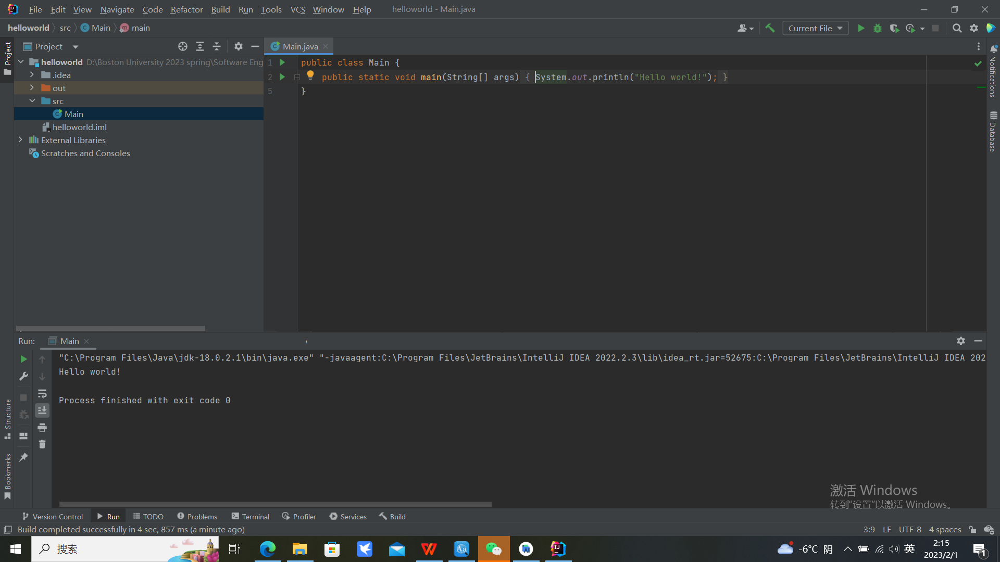 File Edit View Navigate Code Refactor Build Run Tools VCS Window Help helloworld - Main.java
helloworld src Main main
Current File
Project
Project
Main.java
Notifications
Database
helloworld D:\Boston University 2023 spring\Software Eng
.idea
out
src
Main
helloworld.iml
External Libraries
Scratches and Consoles
1 public class Main {
2 public static void main(String[] args) { System.out.println("Hello world!"); }
5 }
Run: Main
"C:\Program Files\Java\jdk-18.0.2.1\bin\java.exe" "-javaagent:C:\Program Files\JetBrains\IntelliJ IDEA 2022.2.3\lib\idea_rt.jar=52675:C:\Program Files\JetBrains\IntelliJ IDEA 202
Hello world!
Process finished with exit code 0
Structure
Bookmarks
激活 Windows
转到“设置”以激活 Windows。
Version Control Run TODO Problems Terminal Profiler Services Build
Build completed successfully in 4 sec, 857 ms (a minute ago)
3:9 LF UTF-8 4 spaces
搜索
-6°C 阴
英
2:15
2023/2/1
1